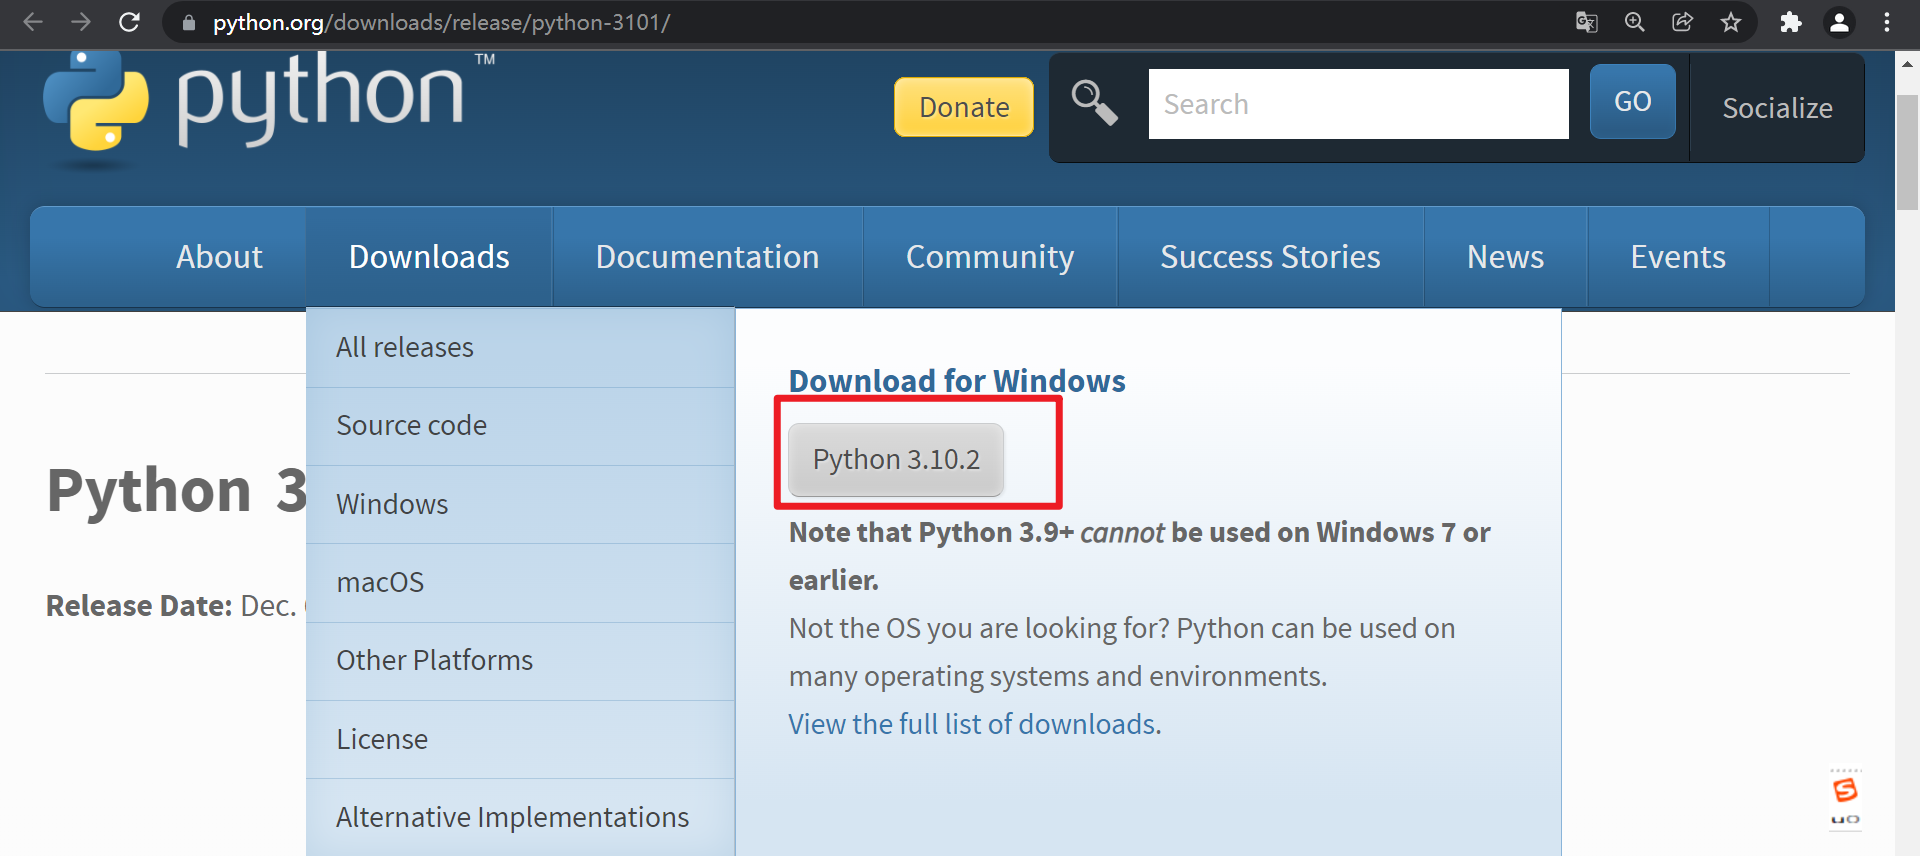 python.org/downloads/release/python-3101/
python TM
Donate
Search
GO
Socialize
About
Downloads
Documentation
Community
Success Stories
News
Events
All releases
Source code
Windows
macOS
Other Platforms
License
Alternative Implementations
Download for Windows
Python 3.10.2
Note that Python 3.9+ cannot be used on Windows 7 or
earlier.
Not the OS you are looking for? Python can be used on
many operating systems and environments.
View the full list of downloads.
Python 3
Release Date: Dec.